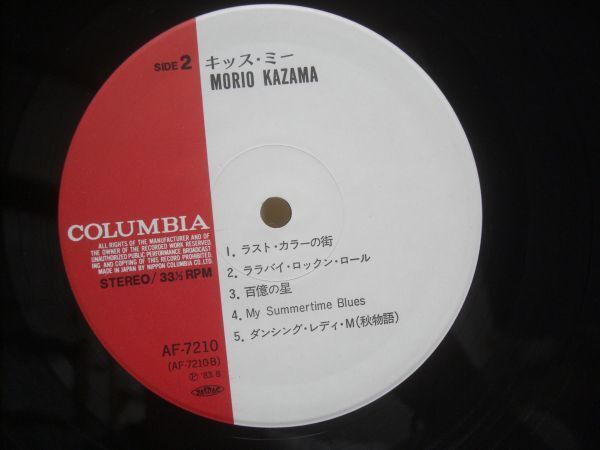 SIDE 2 キッス・ミー
MORIO KAZAMA
COLUMBIA
ALL RIGHTS OF THE MANUFACTURER AND OF
THE OWNER OF THE RECORDED WORK RESERVED.
UNAUTHORIZED PUBLIC PERFORMANCE BROADCAST
ING AND COPYING OF THIS RECORD PROHIBITED.
MADE IN JAPAN BY NIPPON COLUMBIA CO. LTD.
STEREO/33⅓ RPM
1. ラスト・カラーの街
2. ララバイ・ロックン・ロール
3. 百億の星
4. My Summertime Blues
5. ダンシング・レディ・M(秋物語)
AF-7210
(AF-7210-B)
Ⓟ '83.8
JASRAC